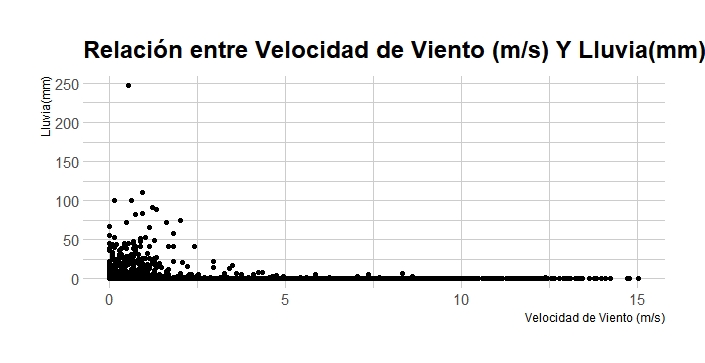 Relación entre Velocidad de Viento (m/s) Y Lluvia(mm)
Lluvia(mm)
250
200
150
100
50
0
0 5 10 15
Velocidad de Viento (m/s)